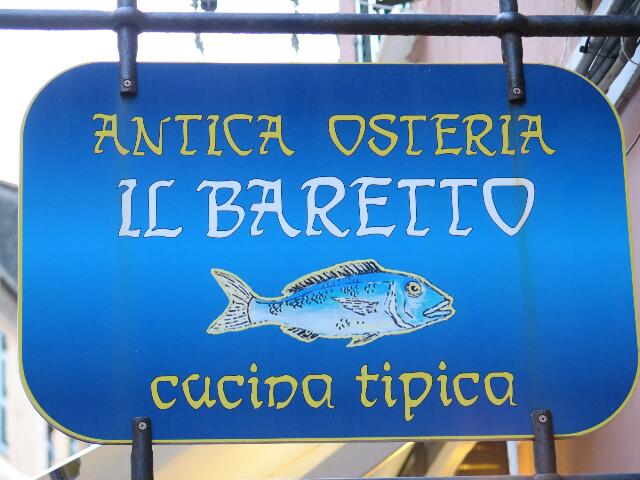 ANTICA OSTERIA
IL BARETTO
cucina tipica